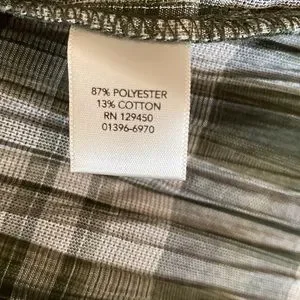 87% POLYESTER
13% COTTON
RN 129450
01396-6970